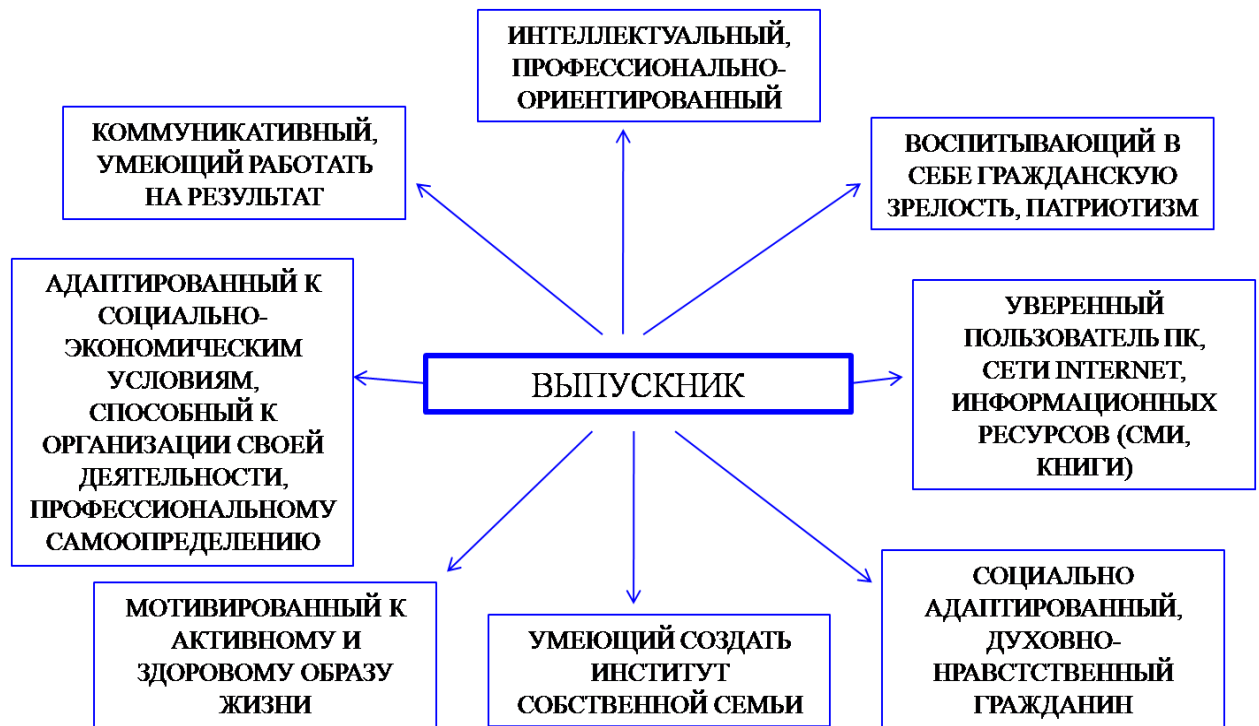 ИНТЕЛЛЕКТУАЛЬНЫЙ,
ПРОФЕССИОНАЛЬНО-
ОРИЕНТИРОВАННЫЙ
КОММУНИКАТИВНЫЙ,
УМЕЮЩИЙ РАБОТАТЬ
НА РЕЗУЛЬТАТ
ВОСПИТЫВАЮЩИЙ В
СЕБЕ ГРАЖДАНСКУЮ
ЗРЕЛОСТЬ, ПАТРИОТИЗМ
АДАПТИРОВАННЫЙ К
СОЦИАЛЬНО-
ЭКОНОМИЧЕСКИМ
УСЛОВИЯМ,
СПОСОБНЫЙ К
ОРГАНИЗАЦИИ СВОЕЙ
ДЕЯТЕЛЬНОСТИ,
ПРОФЕССИОНАЛЬНОМУ
САМООПРЕДЕЛЕНИЮ
ВЫПУСКНИК
УВЕРЕННЫЙ
ПОЛЬЗОВАТЕЛЬ ПК,
СЕТИ INTERNET,
ИНФОРМАЦИОННЫХ
РЕСУРСОВ (СМИ,
КНИГИ)
МОТИВИРОВАННЫЙ К
АКТИВНОМУ И
ЗДОРОВОМУ ОБРАЗУ
ЖИЗНИ
УМЕЮЩИЙ СОЗДАТЬ
ИНСТИТУТ
СОБСТВЕННОЙ СЕМЬИ
СОЦИАЛЬНО
АДАПТИРОВАННЫЙ,
ДУХОВНО-
НРАВСТСТВЕННЫЙ
ГРАЖДАНИН